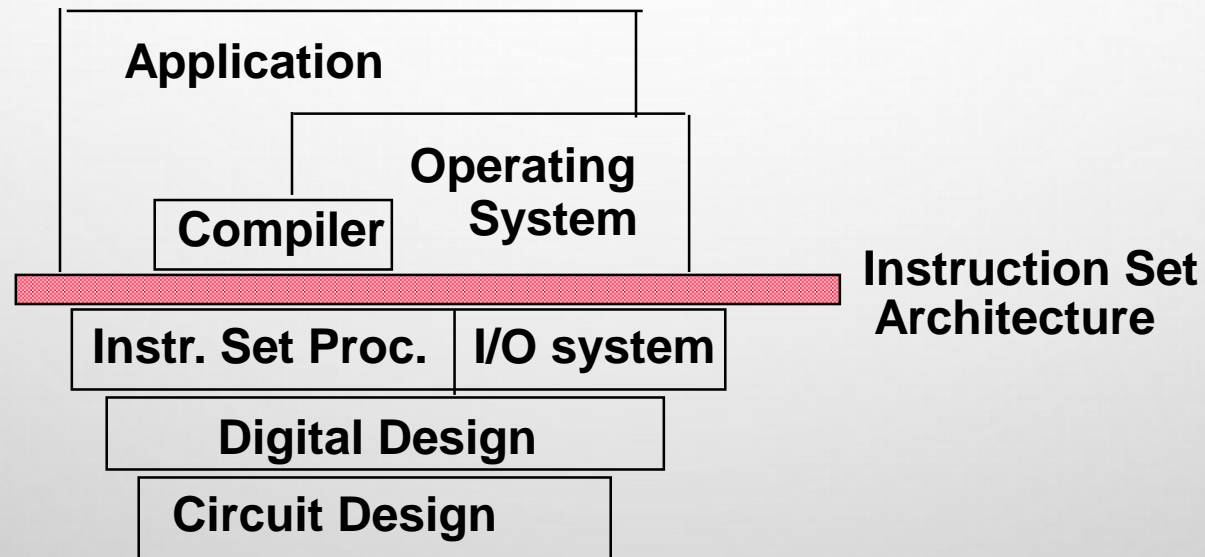 Application
Operating
System
Compiler
Instruction Set
Architecture
Instr. Set Proc.
I/O system
Digital Design
Circuit Design